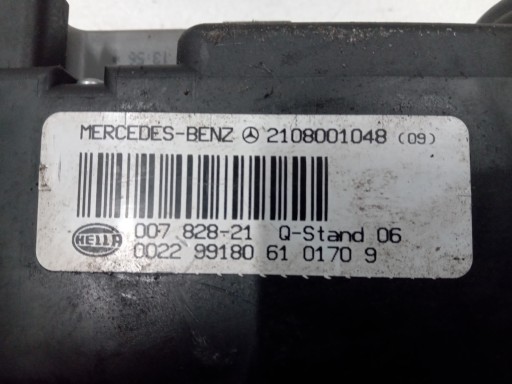 MERCEDES-BENZ 2108001048 (09)
007 828-21 Q-Stand 06
HELLA
0022 99180 61 0170 9